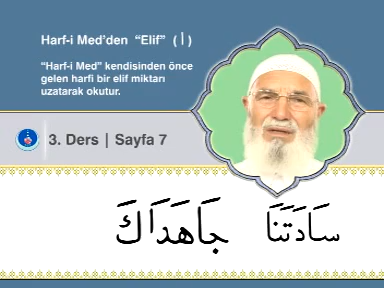 Harf-i Med'den “Elif” ( أ )
“Harf-i Med” kendisinden önce
gelen harfi bir elif miktarı
uzatarak okutur.
3. Ders | Sayfa 7
سَادَتَنَا جَاهَدَاكَ